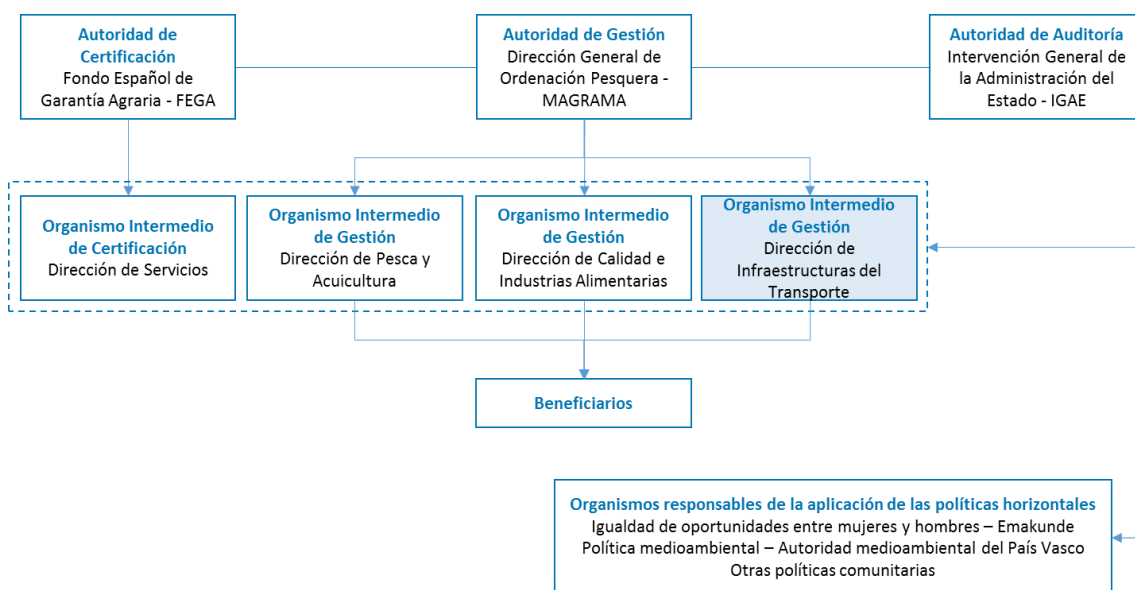 Autoridad de
Certificación
Fondo Español de
Garantía Agraria - FEGA
Autoridad de Gestión
Dirección General de
Ordenación Pesquera -
MAGRAMA
Autoridad de Auditoría
Intervención General de
la Administración del
Estado - IGAE
Organismo Intermedio
de Certificación
Dirección de Servicios
Organismo Intermedio
de Gestión
Dirección de Pesca y
Acuicultura
Organismo Intermedio
de Gestión
Dirección de Calidad e
Industrias Alimentarias
Organismo Intermedio
de Gestión
Dirección de
Infraestructuras del
Transporte
Beneficiarios
Organismos responsables de la aplicación de las políticas horizontales
Igualdad de oportunidades entre mujeres y hombres – Emakunde
Política medioambiental – Autoridad medioambiental del País Vasco
Otras políticas comunitarias